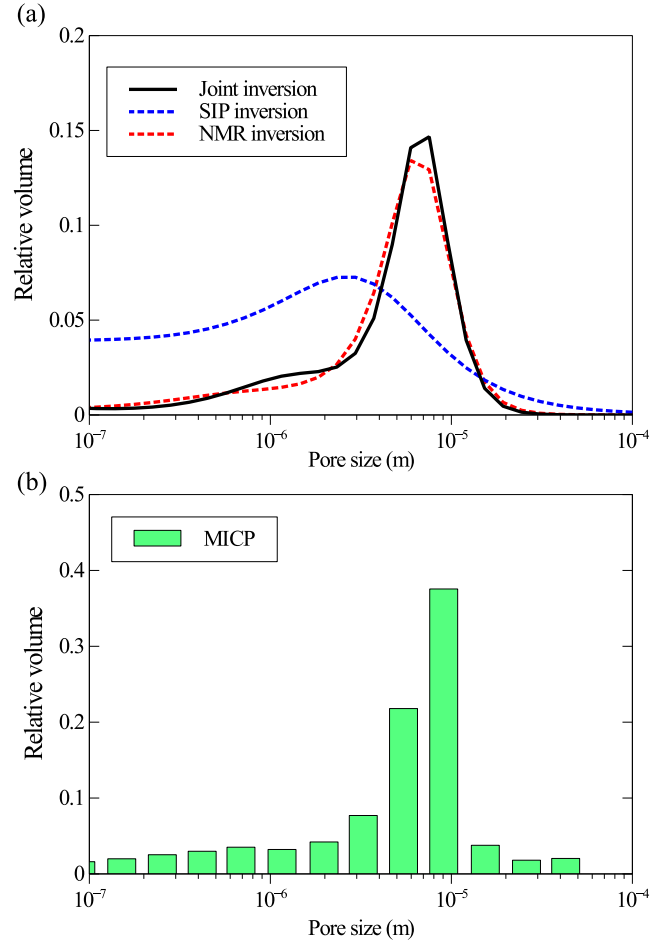 (a)
0.2
0.15
0.1
0.05
0
Relative volume
Joint inversion
SIP inversion
NMR inversion
10⁻⁷
10⁻⁶
10⁻⁵
10⁻⁴
Pore size (m)
(b)
0.5
0.4
0.3
0.2
0.1
0
Relative volume
MICP
10⁻⁷
10⁻⁶
10⁻⁵
10⁻⁴
Pore size (m)